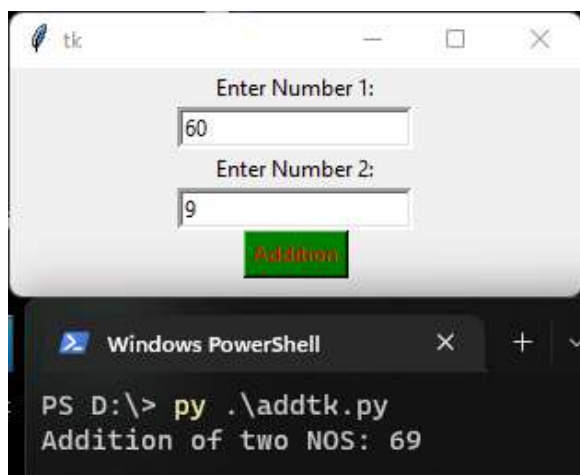 tk
Enter Number 1:
60
Enter Number 2:
9
Addition
Windows PowerShell
PS D:\> py .\addtk.py
Addition of two NOS: 69